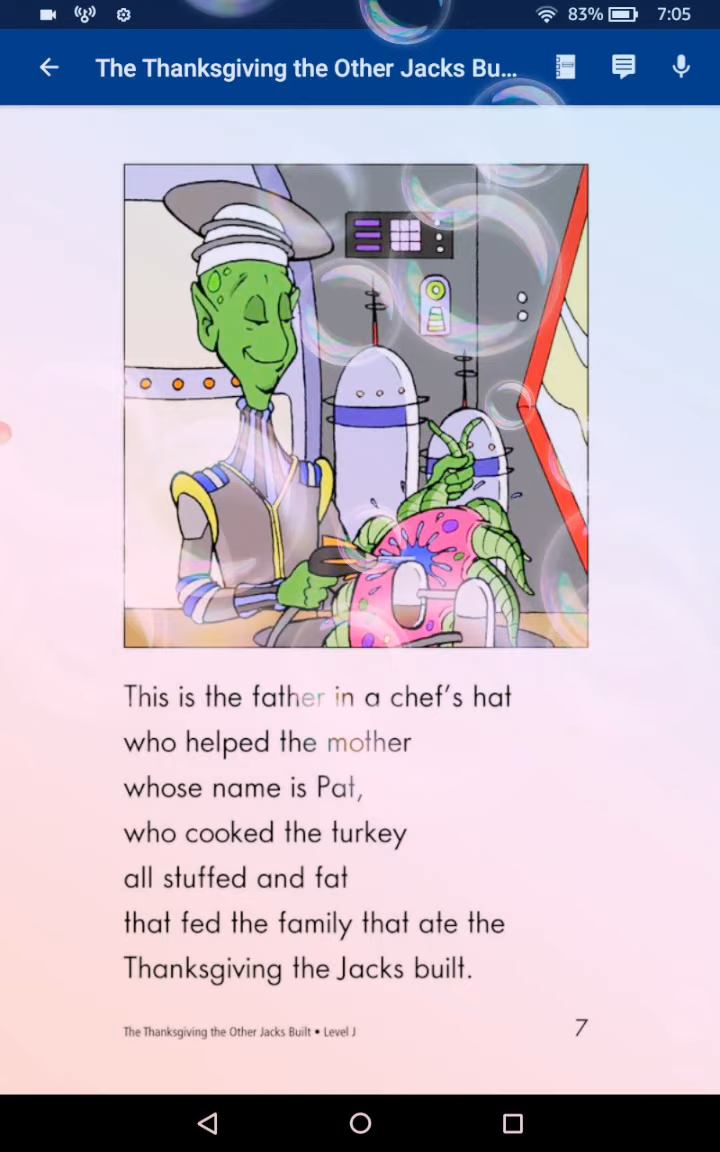 83% 7:05
The Thanksgiving the Other Jacks Bu...
This is the father in a chef's hat
who helped the mother
whose name is Pat,
who cooked the turkey
all stuffed and fat
that fed the family that ate the
Thanksgiving the Jacks built.
The Thanksgiving the Other Jacks Built • Level J
7